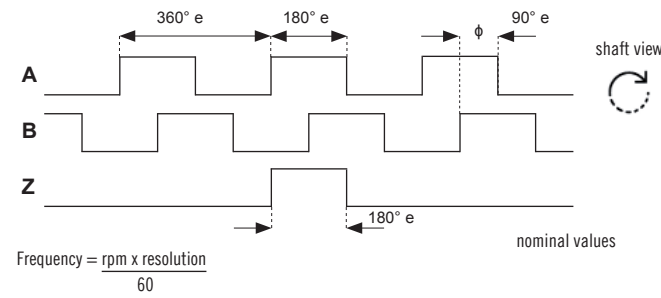 360° e 180° e ϕ 90° e
shaft view
A
B
Z
180° e
nominal values
Frequency = rpm x resolution
60